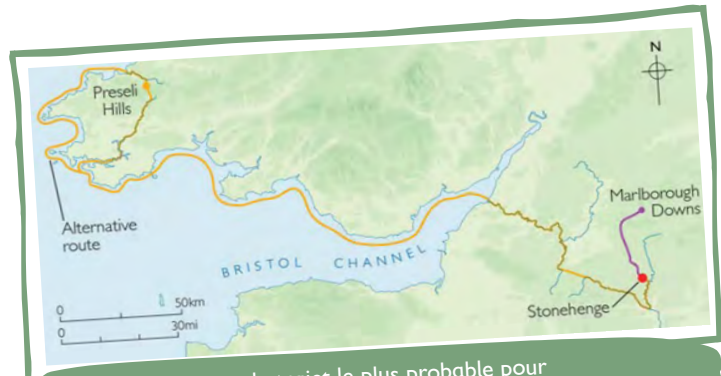 N
Preseli
Hills
Marlborough
Downs
Alternative
route
BRISTOL CHANNEL
Stonehenge
0 50km
0 30mi
le plus probable pour